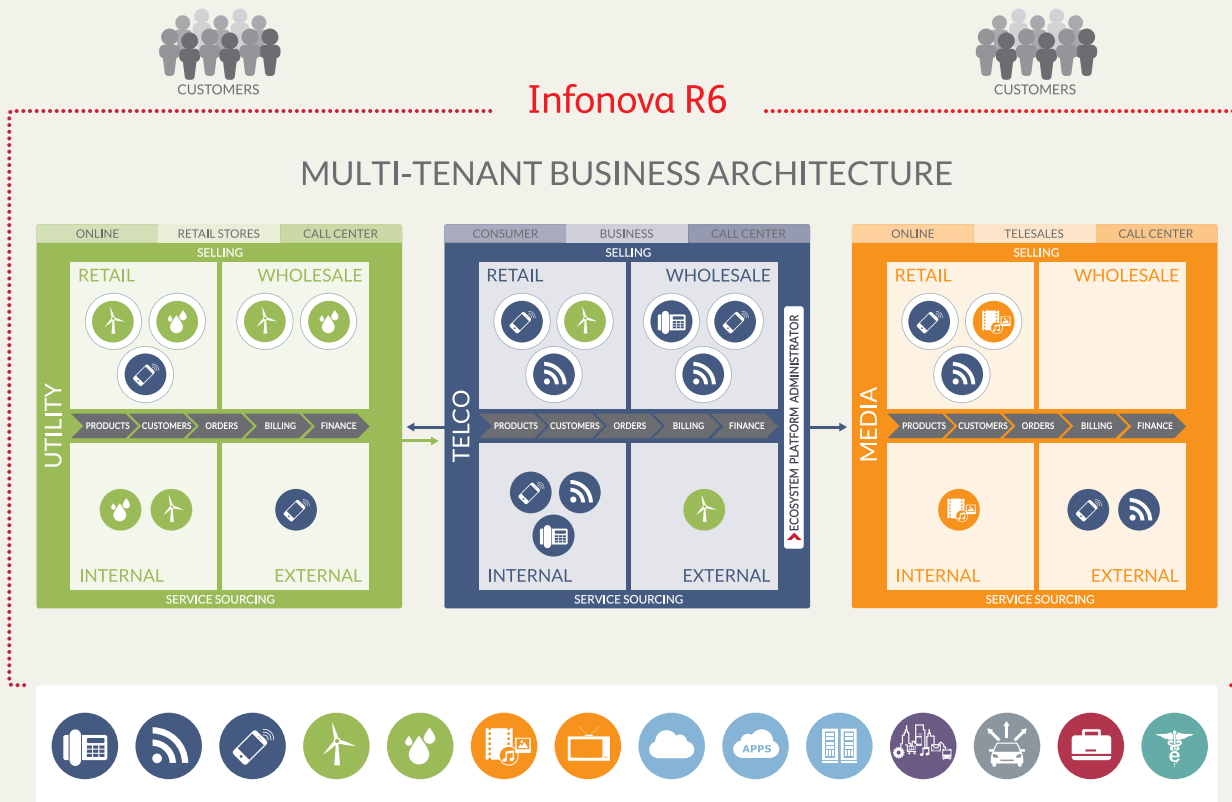 CUSTOMERS
CUSTOMERS
Infonova R6
MULTI-TENANT BUSINESS ARCHITECTURE
ONLINE RETAIL STORES CALL CENTER
SELLING
RETAIL WHOLESALE
UTILITY
PRODUCTS CUSTOMERS ORDERS BILLING FINANCE
INTERNAL EXTERNAL
SERVICE SOURCING
CONSUMER BUSINESS CALL CENTER
SELLING
RETAIL WHOLESALE
TELCO
PRODUCTS CUSTOMERS ORDERS BILLING FINANCE
ECOSYSTEM PLATFORM ADMINISTRATOR
INTERNAL EXTERNAL
SERVICE SOURCING
ONLINE TELESALES CALL CENTER
SELLING
RETAIL WHOLESALE
MEDIA
PRODUCTS CUSTOMERS ORDERS BILLING FINANCE
INTERNAL EXTERNAL
SERVICE SOURCING
APPS